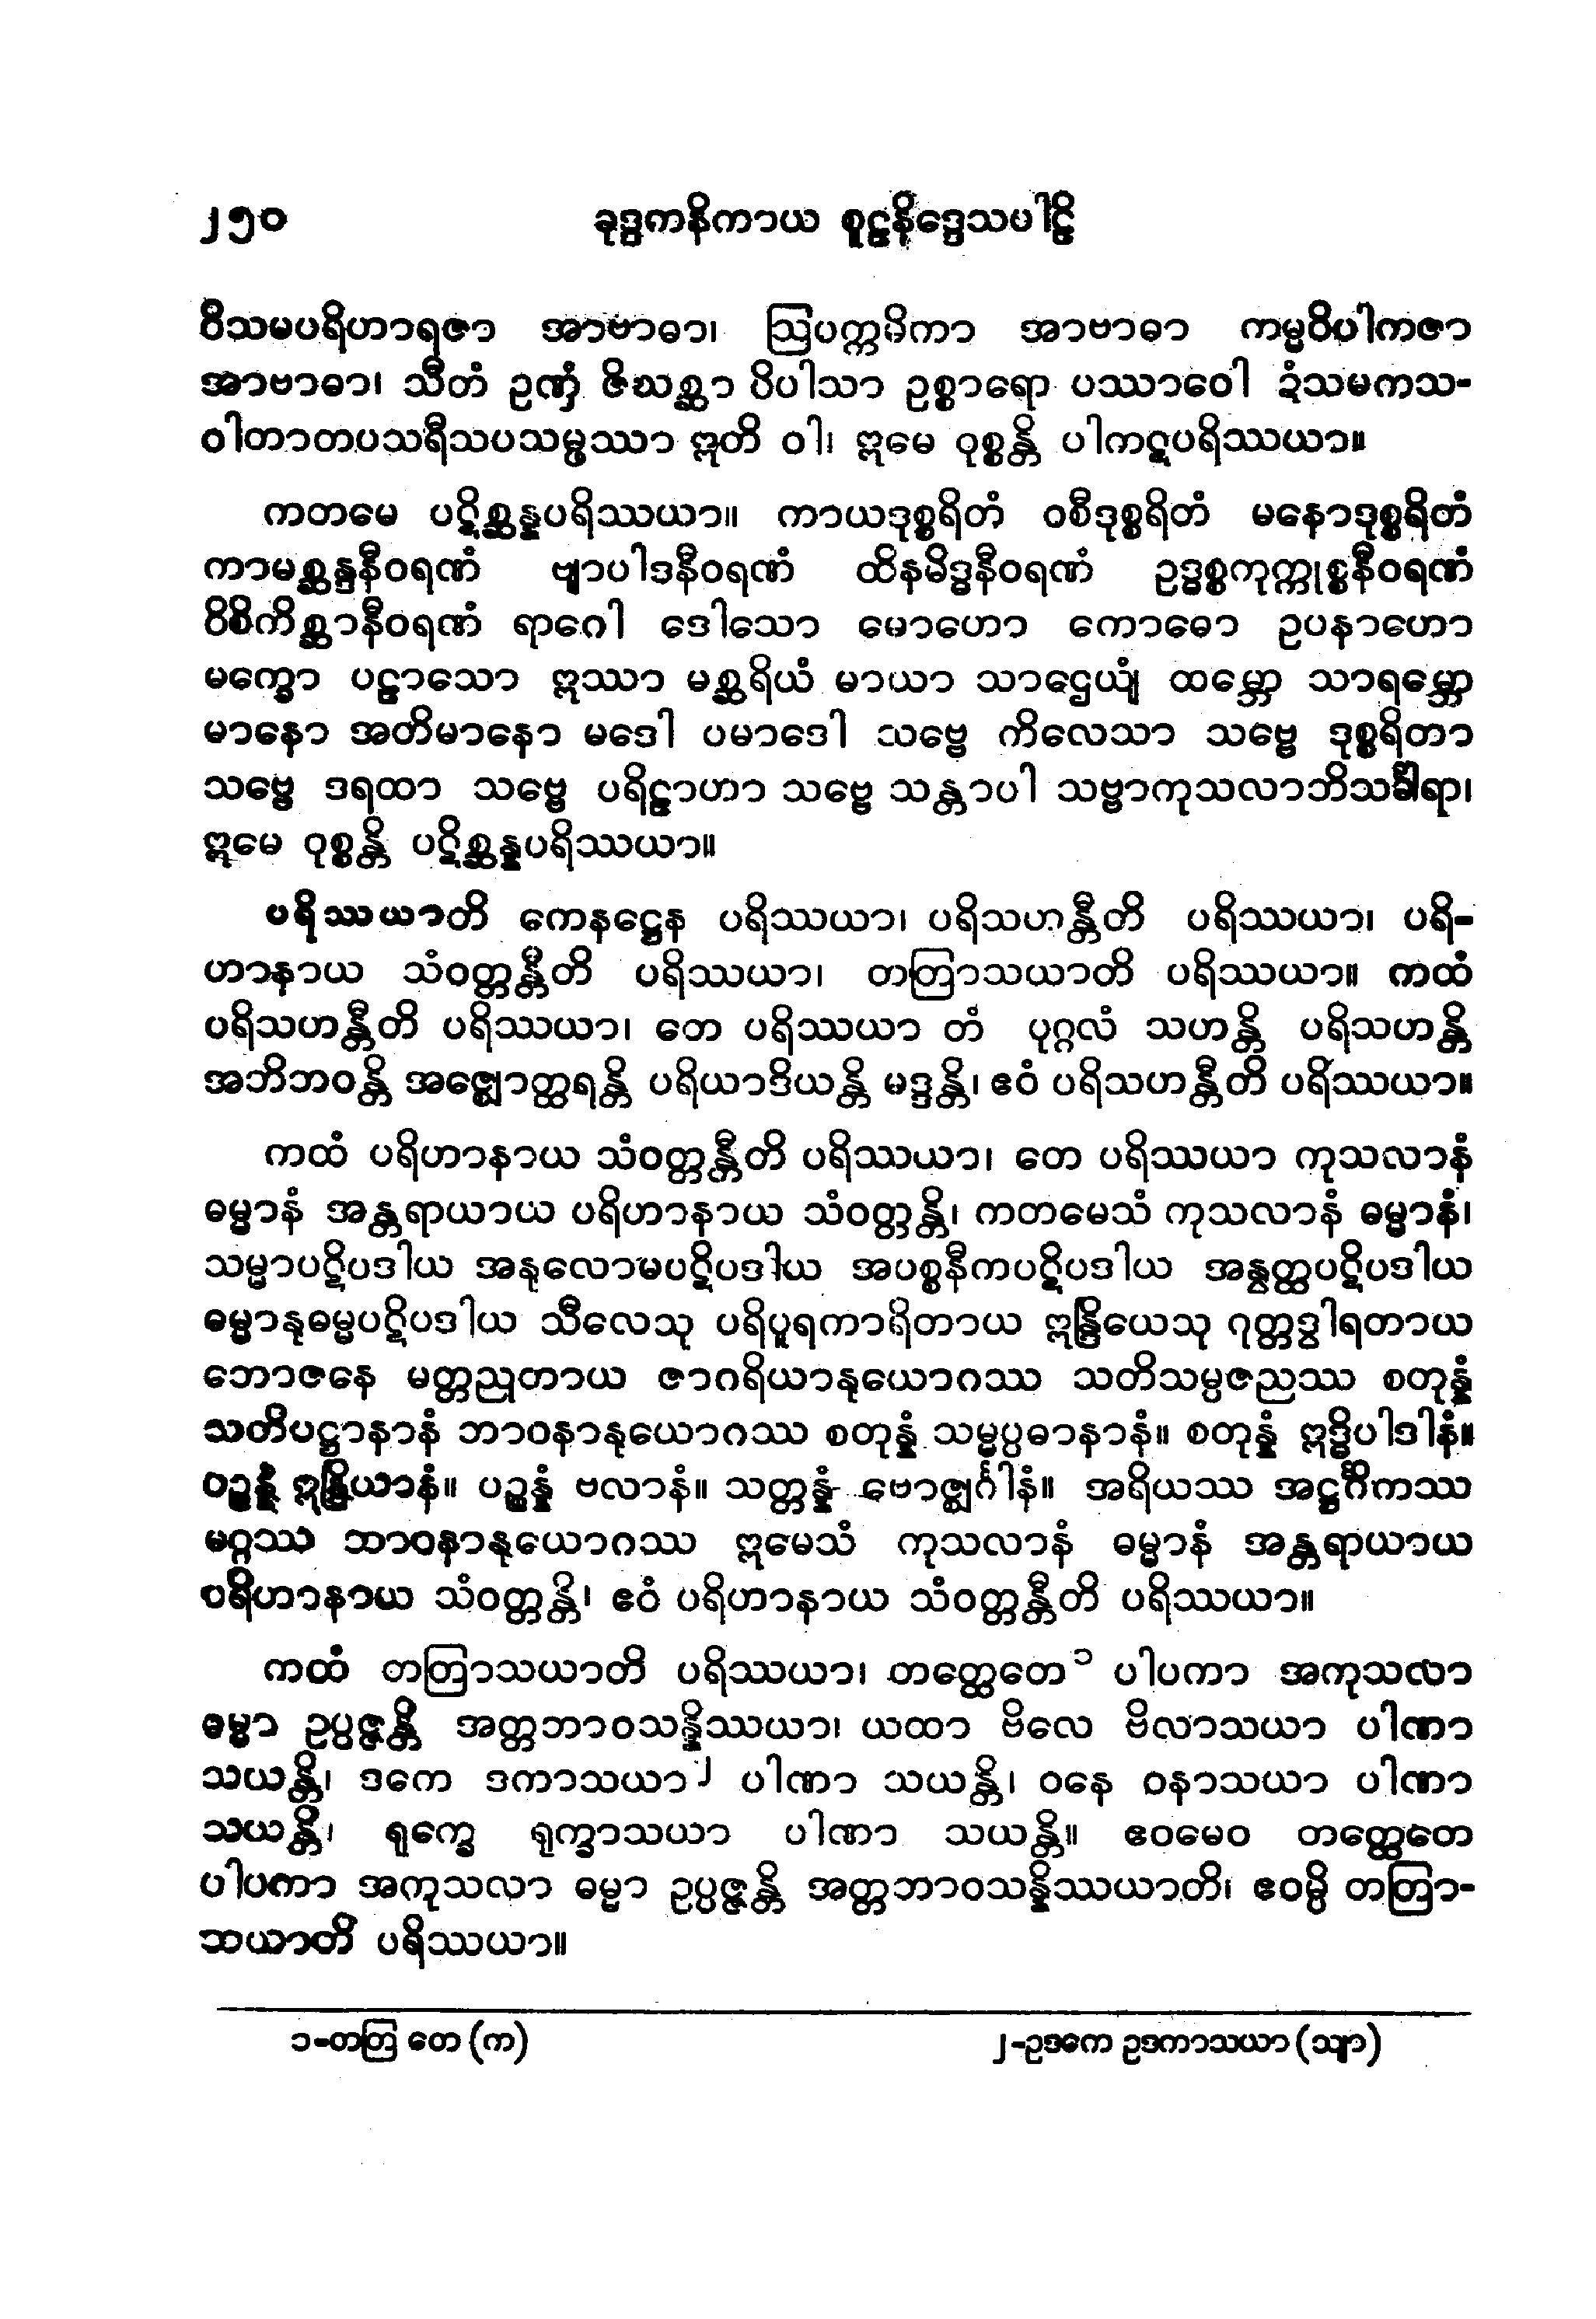 ၂၅၀ ခုဒ္ဒကနိကာယ စူဠနိဒ္ဒေသပါဠိ
ဝိသမပရိဟာရဇာ အာဗာဓာ၊ ဩပက္ကမိကာ အာဗာဓာ ကမ္မဝိပါကဇာ
အာဗာဓာ၊ သီတံ ဥဏှံ ဇိဃစ္ဆာ ပိပါသာ ဥစ္စာရော ပဿာဝေါ ဍံသမကသ-
ဝါတာတပသရီသပသမ္ဖဿာ ဣတိ ဝါ၊ ဣမေ ဝုစ္စန္တိ ပါကဋပရိဿယာ။
ကတမေ ပဋိစ္ဆန္နပရိဿယာ။ ကာယဒုစ္စရိတံ ဝစီဒုစ္စရိတံ မနောဒုစ္စရိတံ
ကာမစ္ဆန္ဒနီဝရဏံ ဗျာပါဒနီဝရဏံ ထိနမိဒ္ဓနီဝရဏံ ဥဒ္ဓစ္စကုက္ကုစ္စနီဝရဏံ
ဝိစိကိစ္ဆာနီဝရဏံ ရာဂေါ ဒေါသော မောဟော ကောဓော ဥပနာဟော
မက္ခော ပဠာသော ဣဿာ မစ္ဆရိယံ မာယာ သာဌေယျံ ထမ္ဘော သာရမ္ဘော
မာနော အတိမာနော မဒေါ ပမာဒေါ သဗ္ဗေ ကိလေသာ သဗ္ဗေ ဒုစ္စရိတာ
သဗ္ဗေ ဒရထာ သဗ္ဗေ ပရိဠာဟာ သဗ္ဗေ သန္တာပါ သဗ္ဗာကုသလာဘိသင်္ခါရာ၊
ဣမေ ဝုစ္စန္တိ ပဋိစ္ဆန္နပရိဿယာ။
ပရိဿယာတိ ကေနဋ္ဌေန ပရိဿယာ၊ ပရိသဟန္တီတိ ပရိဿယာ၊ ပရိ-
ဟာနာယ သံဝတ္တန္တီတိ ပရိဿယာ၊ တတြာသယာတိ ပရိဿယာ။ ကထံ
ပရိသဟန္တီတိ ပရိဿယာ၊ တေ ပရိဿယာ တံ ပုဂ္ဂလံ သဟန္တိ ပရိသဟန္တိ
အဘိဘဝန္တိ အဇ္ဈောတ္ထရန္တိ ပရိယာဒိယန္တိ မဒ္ဒန္တိ၊ ဧဝံ ပရိသဟန္တီတိ ပရိဿယာ။
ကထံ ပရိဟာနာယ သံဝတ္တန္တီတိ ပရိဿယာ၊ တေ ပရိဿယာ ကုသလာနံ
ဓမ္မာနံ အန္တရာယာယ ပရိဟာနာယ သံဝတ္တန္တိ၊ ကတမေသံ ကုသလာနံ ဓမ္မာနံ၊
သမ္မာပဋိပဒါယ အနုလောမပဋိပဒါယ အပစ္စနီကပဋိပဒါယ အန္ွတ္ထပဋိပဒါယ
ဓမ္မာနုဓမ္မပဋိပဒါယ သီလေသု ပရိပူရကာရိတာယ ဣန္ဒြိယေသု ဂုတ္တဒွါရတာယ
ဘောဇနေ မတ္တညုတာယ ဇာဂရိယာနုယောဂဿ သတိသမ္ပဇညဿ စတုန္နံ
သတိပဋ္ဌာနာနံ ဘာဝနာနုယောဂဿ စတုန္နံ သမ္မပ္ပဓာနာနံ။ စတုန္နံ ဣဒ္ဓိပါဒါနံ။
ပဉ္စန္နံ ဣန္ဒြိယာနံ။ ပဉ္စန္နံ ဗလာနံ။ သတ္တန္နံ ဗောဇ္ဈင်္ဂါနံ။ အရိယဿ အဋ္ဌင်္ဂိကဿ
မဂ္ဂဿ ဘာဝနာနုယောဂဿ ဣမေသံ ကုသလာနံ ဓမ္မာနံ အန္တရာယာယ
ပရိဟာနာယ သံဝတ္တန္တိ၊ ဧဝံ ပရိဟာနာယ သံဝတ္တန္တီတိ ပရိဿယာ။
ကထံ တတြာသယာတိ ပရိဿယာ၊ တတ္ထေတေ ၁ ပါပကာ အကုသလာ
ဓမ္မာ ဥပ္ပဇ္ဇန္တိ အတ္တဘာဝသန္နိဿယာ၊ ယထာ ဗိလေ ဗိလာသယာ ပါဏာ
သယန္တိ၊ ဒကေ ဒကာသယာ ၂ ပါဏာ သယန္တိ၊ ဝနေ ဝနာသယာ ပါဏာ
သယန္တိ၊ ရုက္ခေ ရုက္ခာသယာ ပါဏာ သယန္တိ။ ဧဝမေဝ တတ္ထေတေ
ပါပကာ အကုသလာ ဓမ္မာ ဥပ္ပဇ္ဇန္တိ အတ္တဘာဝသန္နိဿယာတိ၊ ဧဝမ္ပိ တတြာ-
သယာတိ ပရိဿယာ။
၁-တတြ တေ (က) ၂-ဥဒကေ ဥဒကာသယာ (သျာ)